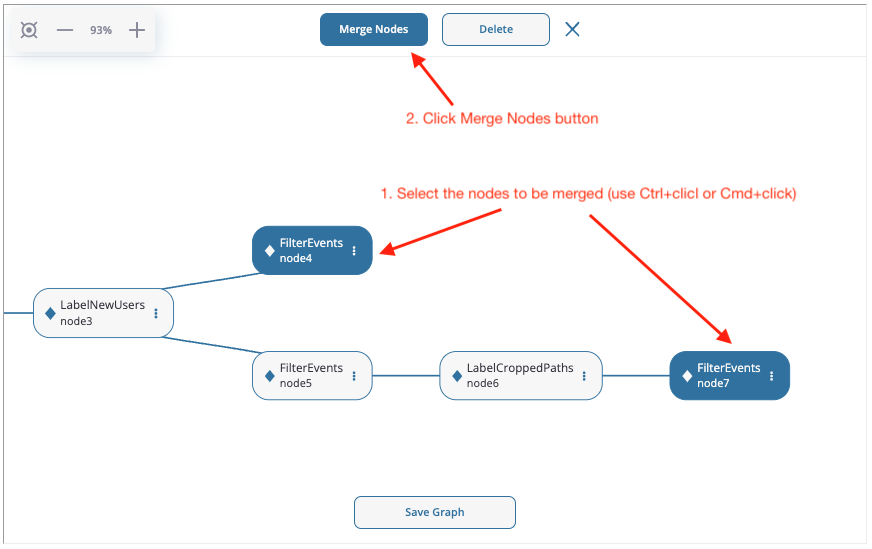 93%
Merge Nodes
Delete
2. Click Merge Nodes button
1. Select the nodes to be merged (use Ctrl+clicl or Cmd+click)
FilterEvents
node4
LabelNewUsers
node3
FilterEvents
node5
LabelCroppedPaths
node6
FilterEvents
node7
Save Graph